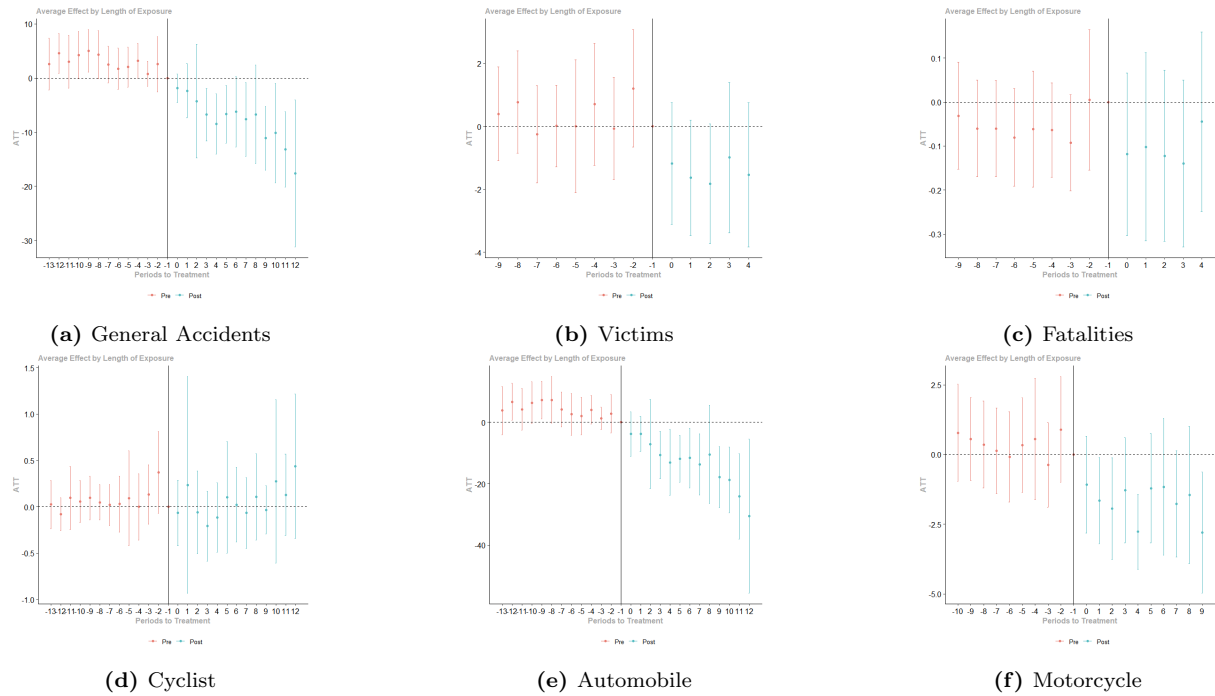 Average Effect by Length of Exposure
10
0
-10
-20
-30
ATT
-13 -12 -11 -10 -9 -8 -7 -6 -5 -4 -3 -2 -1 0 1 2 3 4 5 6 7 8 9 10 11 12
Periods to Treatment
Pre Post
(a) General Accidents
2
0
-2
-4
ATT
-9 -8 -7 -6 -5 -4 -3 -2 -1 0 1 2 3 4
Periods to Treatment
Pre Post
(b) Victims
0.1
0.0
-0.1
-0.2
-0.3
ATT
-9 -8 -7 -6 -5 -4 -3 -2 -1 0 1 2 3 4
Periods to Treatment
Pre Post
(c) Fatalities
Average Effect by Length of Exposure
1.5
1.0
0.5
0.0
-0.5
-1.0
ATT
-13 -12 -11 -10 -9 -8 -7 -6 -5 -4 -3 -2 -1 0 1 2 3 4 5 6 7 8 9 10 11 12
Periods to Treatment
Pre Post
(d) Cyclist
Average Effect by Length of Exposure
0
-20
-40
ATT
-13 -12 -11 -10 -9 -8 -7 -6 -5 -4 -3 -2 -1 0 1 2 3 4 5 6 7 8 9 10 11 12
Periods to Treatment
Pre Post
(e) Automobile
Average Effect by Length of Exposure
2.5
0.0
-2.5
-5.0
ATT
-10 -9 -8 -7 -6 -5 -4 -3 -2 -1 0 1 2 3 4 5 6 7 8 9
Periods to Treatment
Pre Post
(f) Motorcycle